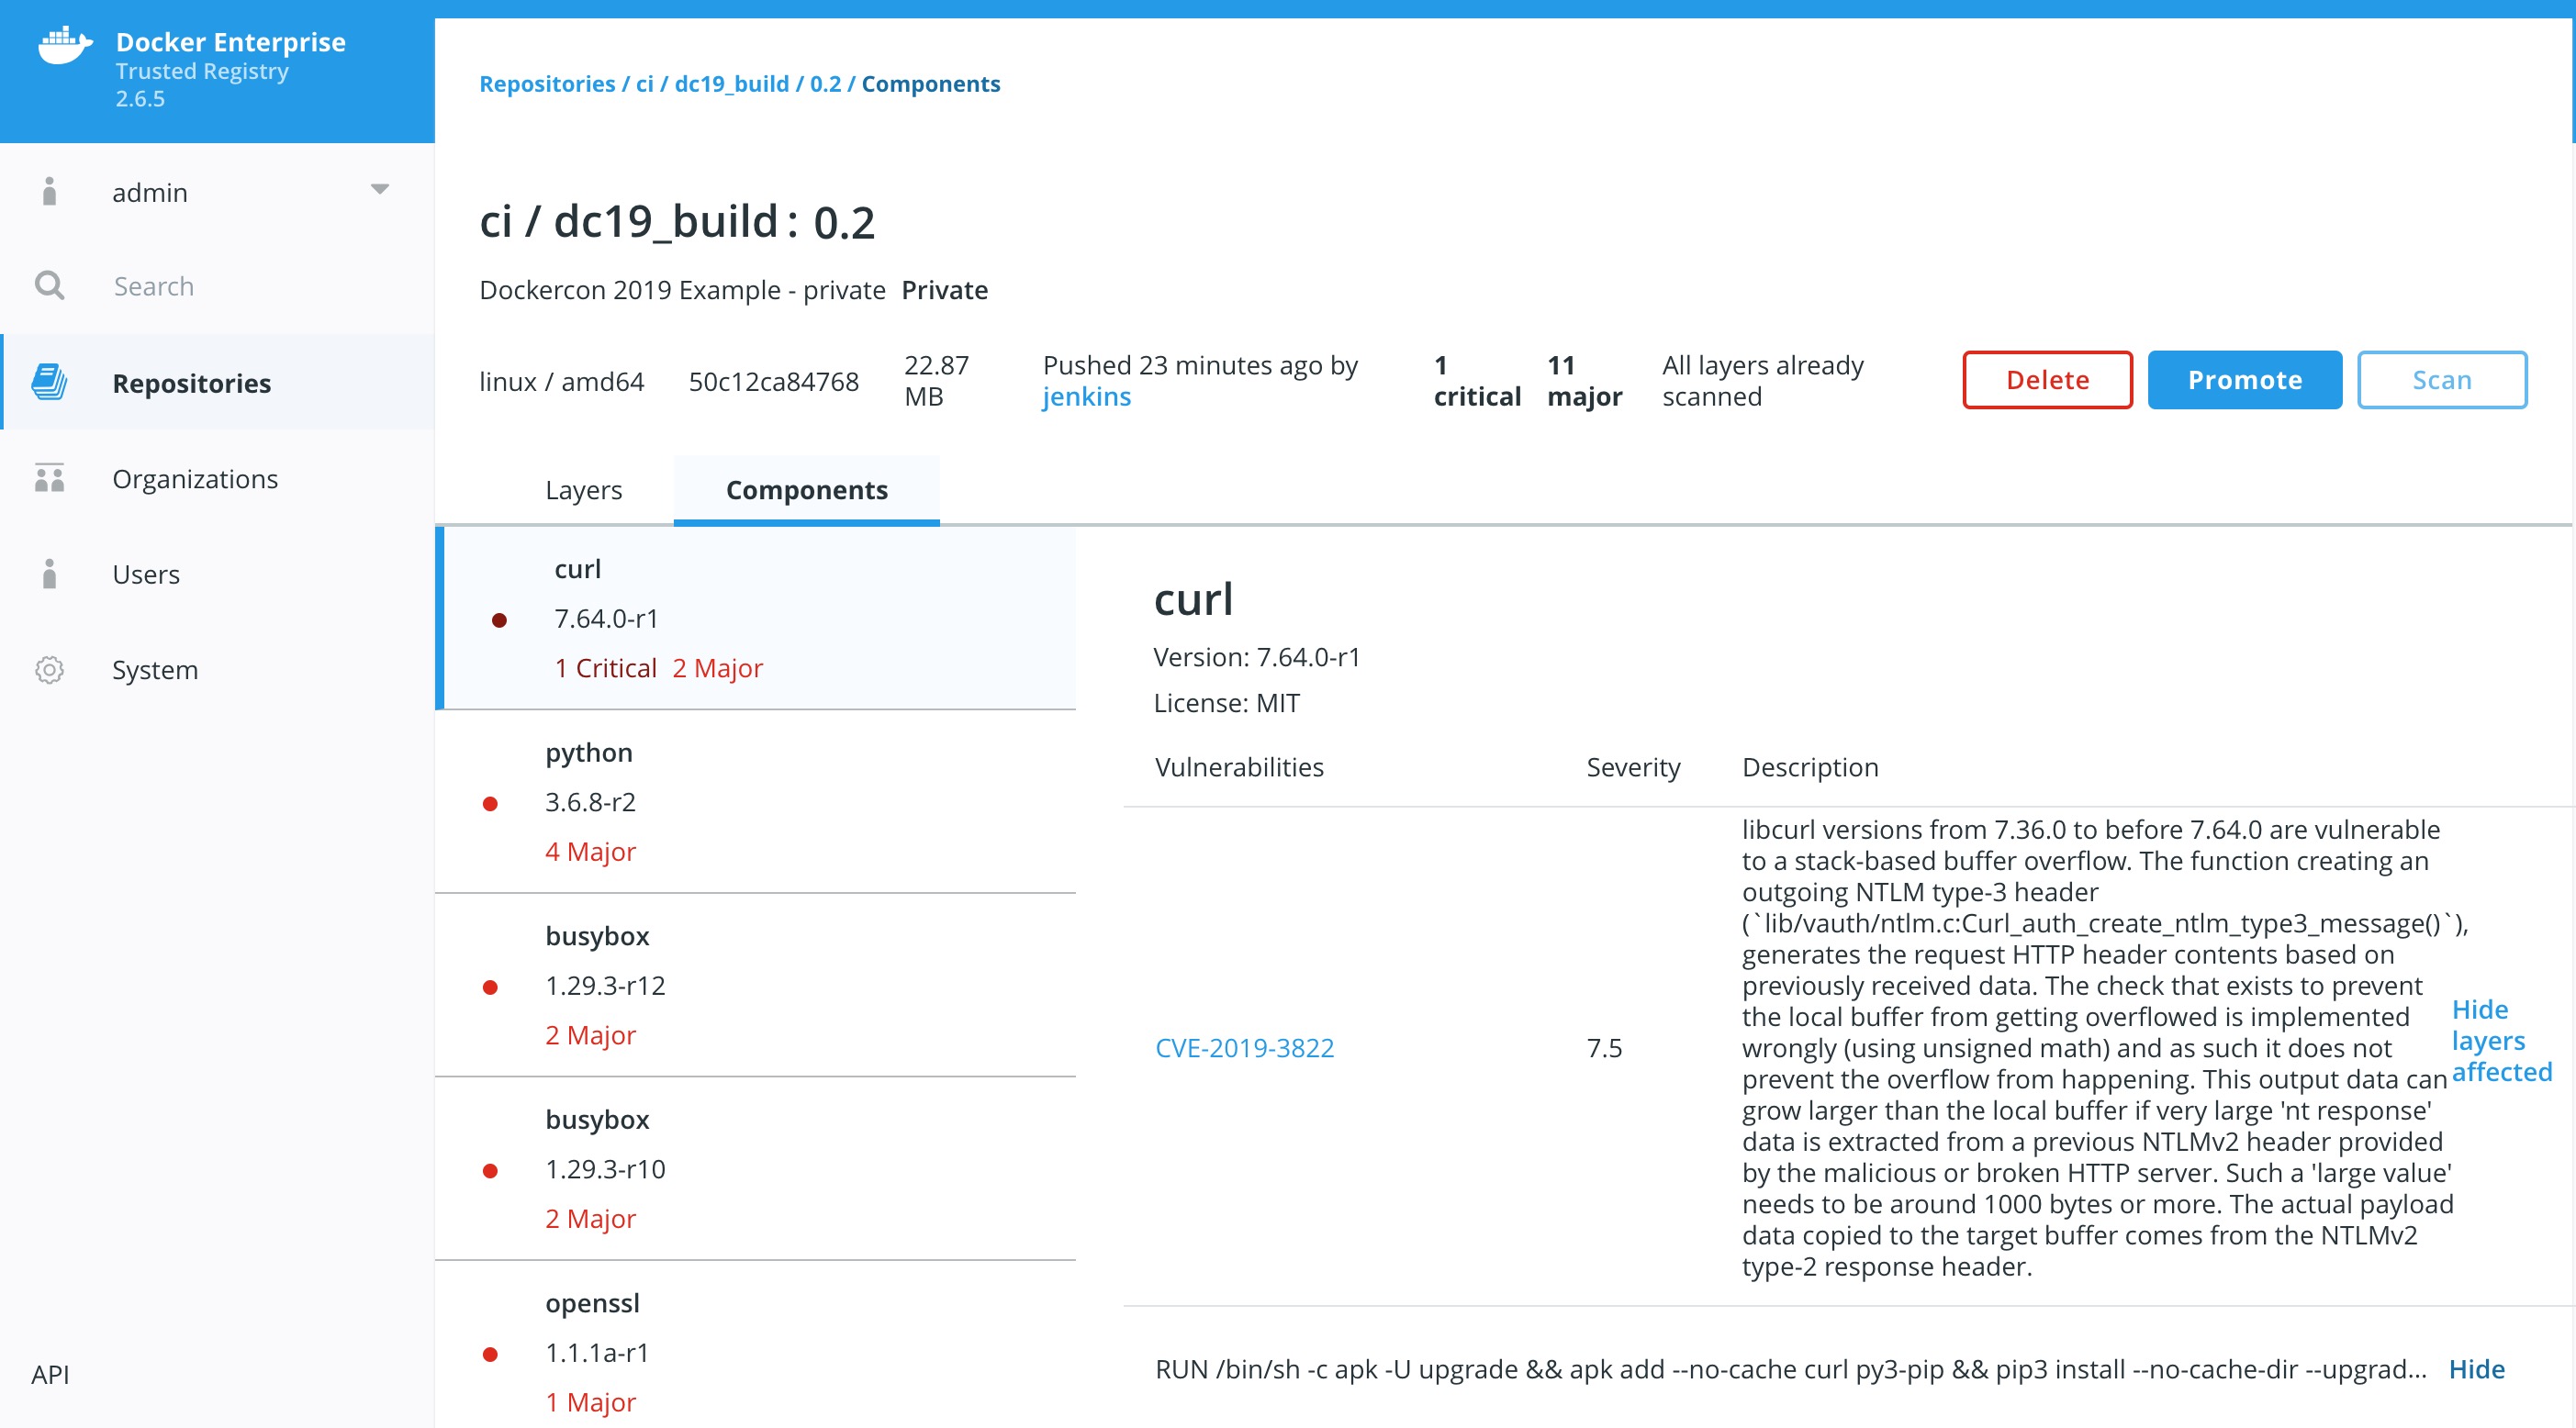 Docker Enterprise
Trusted Registry
2.6.5
admin
Search
Repositories
Organizations
Users
System
API
Repositories / ci / dc19_build / 0.2 / Components
ci / dc19_build : 0.2
Dockercon 2019 Example - private Private
linux / amd64
50c12ca84768
22.87
MB
Pushed 23 minutes ago by
jenkins
1
critical
11
major
All layers already
scanned
Delete
Promote
Scan
Layers
Components
curl
7.64.0-r1
1 Critical 2 Major
python
3.6.8-r2
4 Major
busybox
1.29.3-r12
2 Major
busybox
1.29.3-r10
2 Major
openssl
1.1.1a-r1
1 Major
curl
Version: 7.64.0-r1
License: MIT
Vulnerabilities
Severity
Description
CVE-2019-3822
7.5
libcurl versions from 7.36.0 to before 7.64.0 are vulnerable
to a stack-based buffer overflow. The function creating an
outgoing NTLM type-3 header
(`lib/vauth/ntlm.c:Curl_auth_create_ntlm_type3_message()`),
generates the request HTTP header contents based on
previously received data. The check that exists to prevent
the local buffer from getting overflowed is implemented
wrongly (using unsigned math) and as such it does not
prevent the overflow from happening. This output data can
grow larger than the local buffer if very large 'nt response'
data is extracted from a previous NTLMv2 header provided
by the malicious or broken HTTP server. Such a 'large value'
needs to be around 1000 bytes or more. The actual payload
data copied to the target buffer comes from the NTLMv2
type-2 response header.
Hide
layers
affected
RUN /bin/sh -c apk -U upgrade && apk add --no-cache curl py3-pip && pip3 install --no-cache-dir --upgrad...
Hide